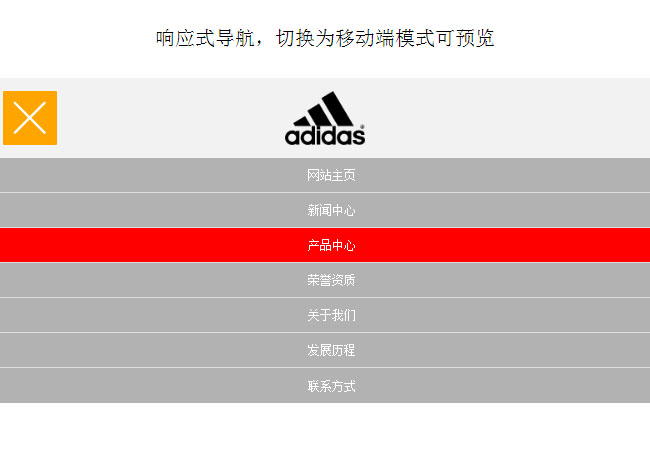 响应式导航，切换为移动端模式可预览
adidas®
网站主页
新闻中心
产品中心
荣誉资质
关于我们
发展历程
联系方式